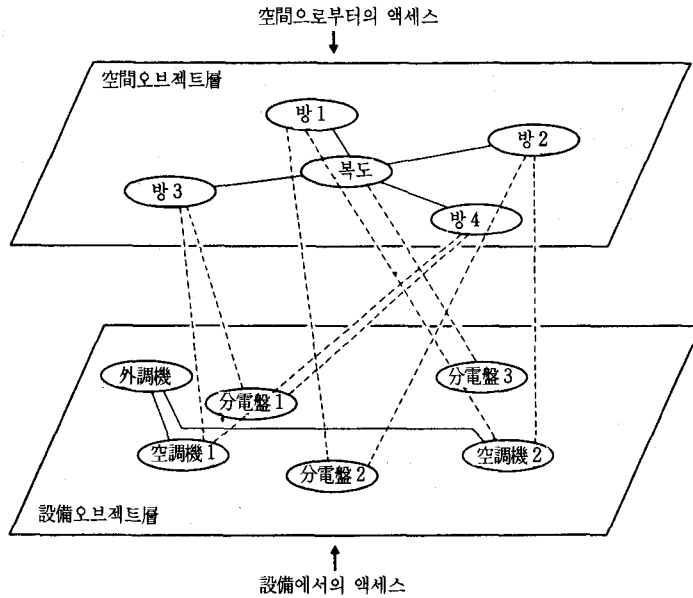 空間으로부터의 액세스
空間오브젝트層
방 1
방 2
복도
방 3
방 4
外調機
分電盤 3
分電盤 1
空調機 1
空調機 2
分電盤 2
設備오브젝트層
設備에서의 액세스